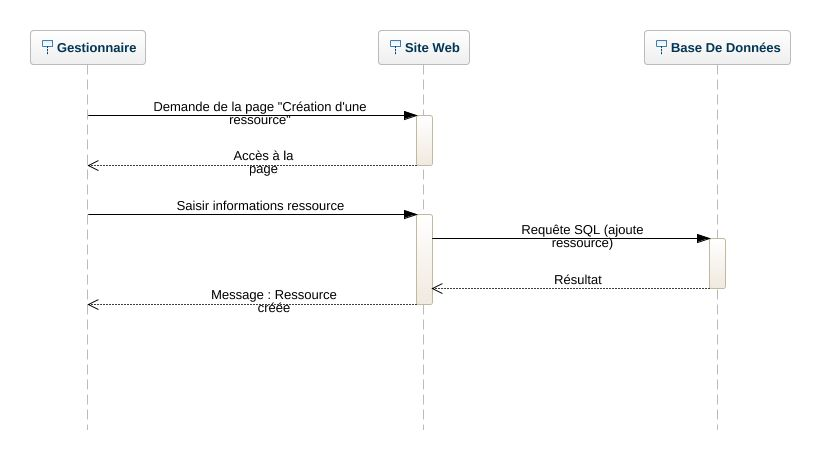 Gestionnaire
Site Web
Base De Données
Demande de la page "Création d'une
ressource"
Accès à la
page
Saisir informations ressource
Requête SQL (ajoute
ressource)
Résultat
Message : Ressource
créée